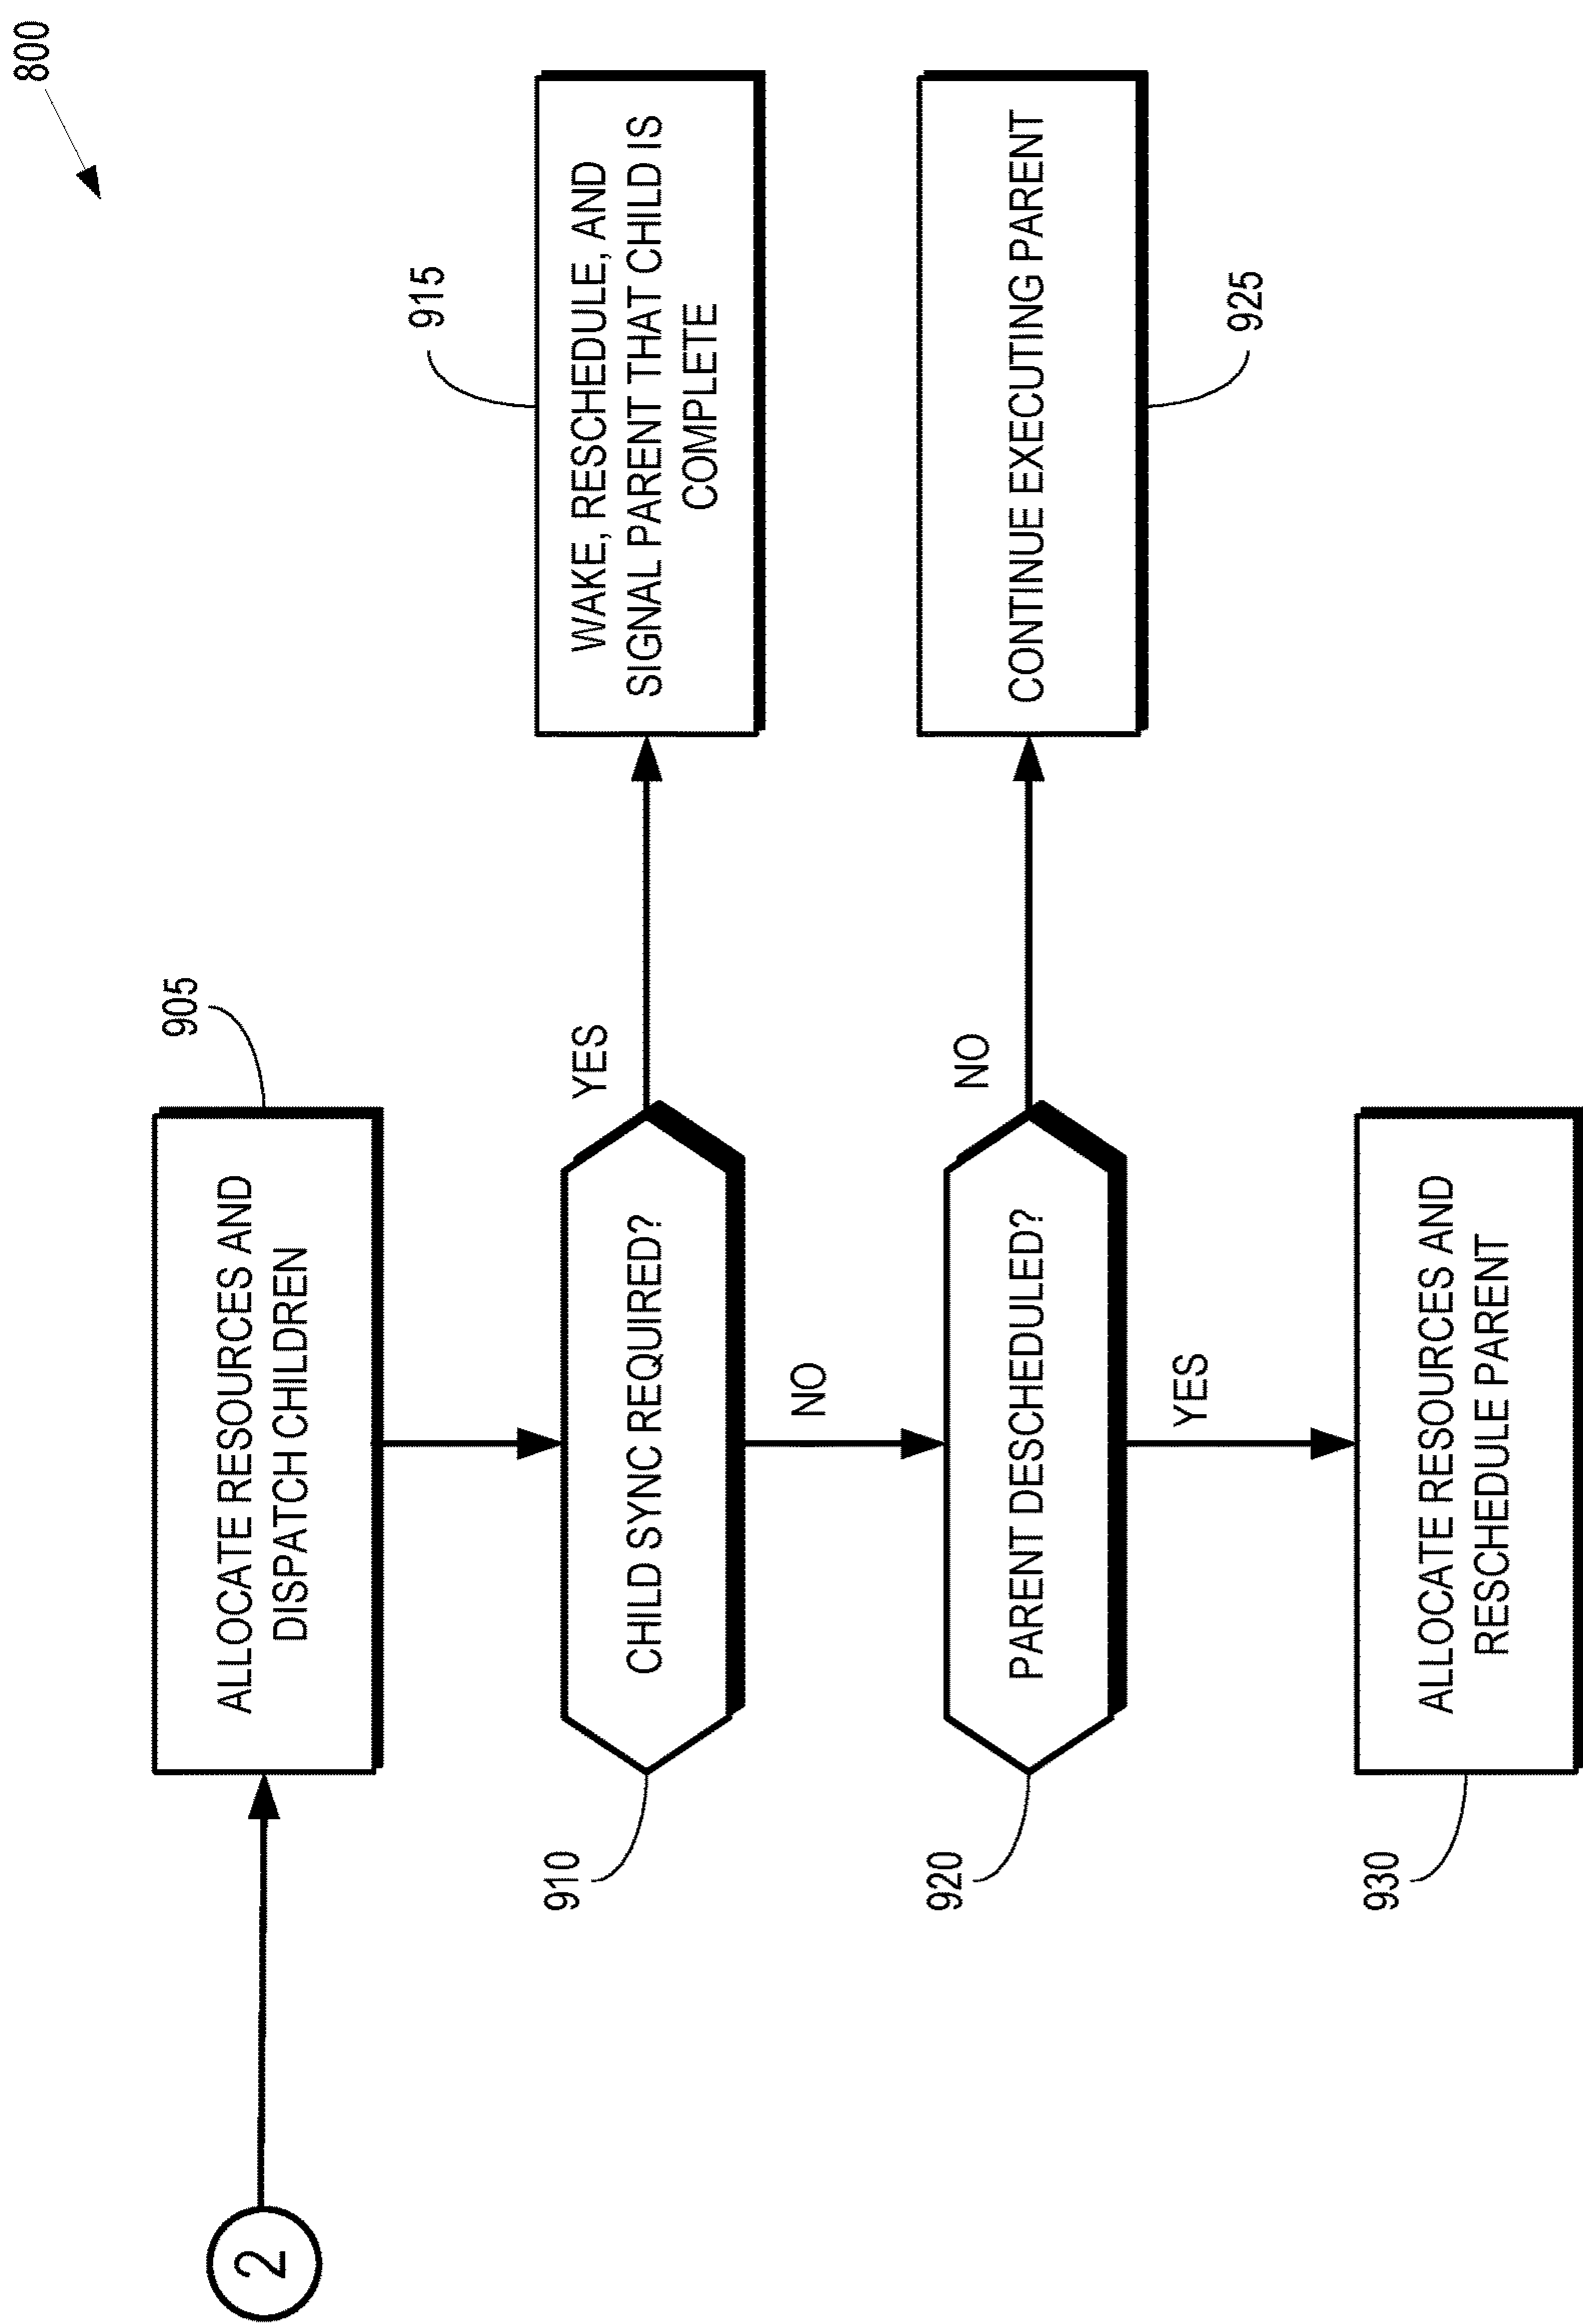 800
2
ALLOCATE RESOURCES AND
DISPATCH CHILDREN
905
CHILD SYNC REQUIRED?
910
YES
WAKE, RESCHEDULE, AND
SIGNAL PARENT THAT CHILD IS
COMPLETE
915
NO
PARENT DESCHEDULED?
920
NO
CONTINUE EXECUTING PARENT
925
YES
ALLOCATE RESOURCES AND
RESCHEDULE PARENT
930